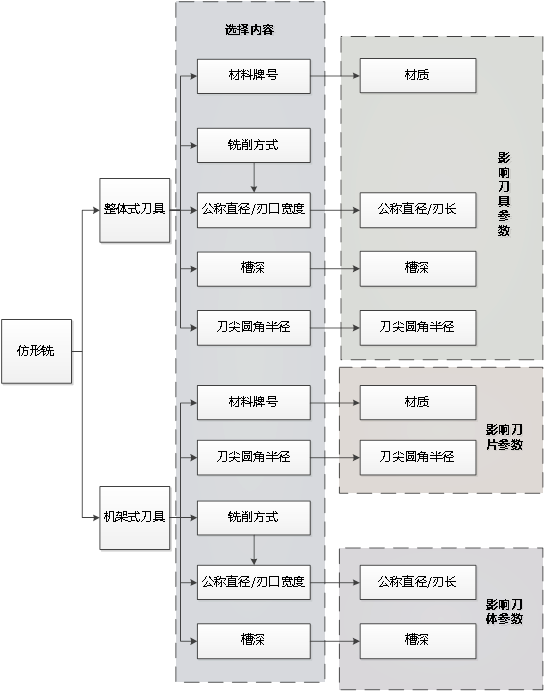 选择内容
材料牌号
材质
铣削方式
整体式刀具
公称直径/刃口宽度
公称直径/刃长
影响刀具参数
槽深
槽深
刀尖圆角半径
刀尖圆角半径
仿形铣
材料牌号
材质
影响刀
片参数
刀尖圆角半径
刀尖圆角半径
机架式刀具
铣削方式
公称直径/刃口宽度
公称直径/刃长
影响刀
体参数
槽深
槽深